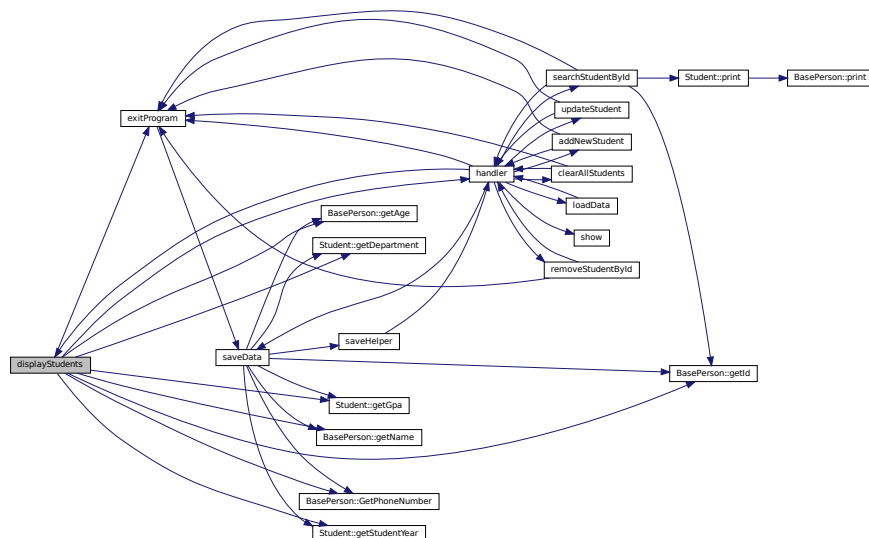 searchStudentById
Student::print
BasePerson::print
updateStudent
exitProgram
addNewStudent
handler
clearAllStudents
loadData
BasePerson::getAge
show
Student::getDepartment
removeStudentById
saveHelper
saveData
displayStudents
BasePerson::getId
Student::getGpa
BasePerson::getName
BasePerson::GetPhoneNumber
Student::getStudentYear